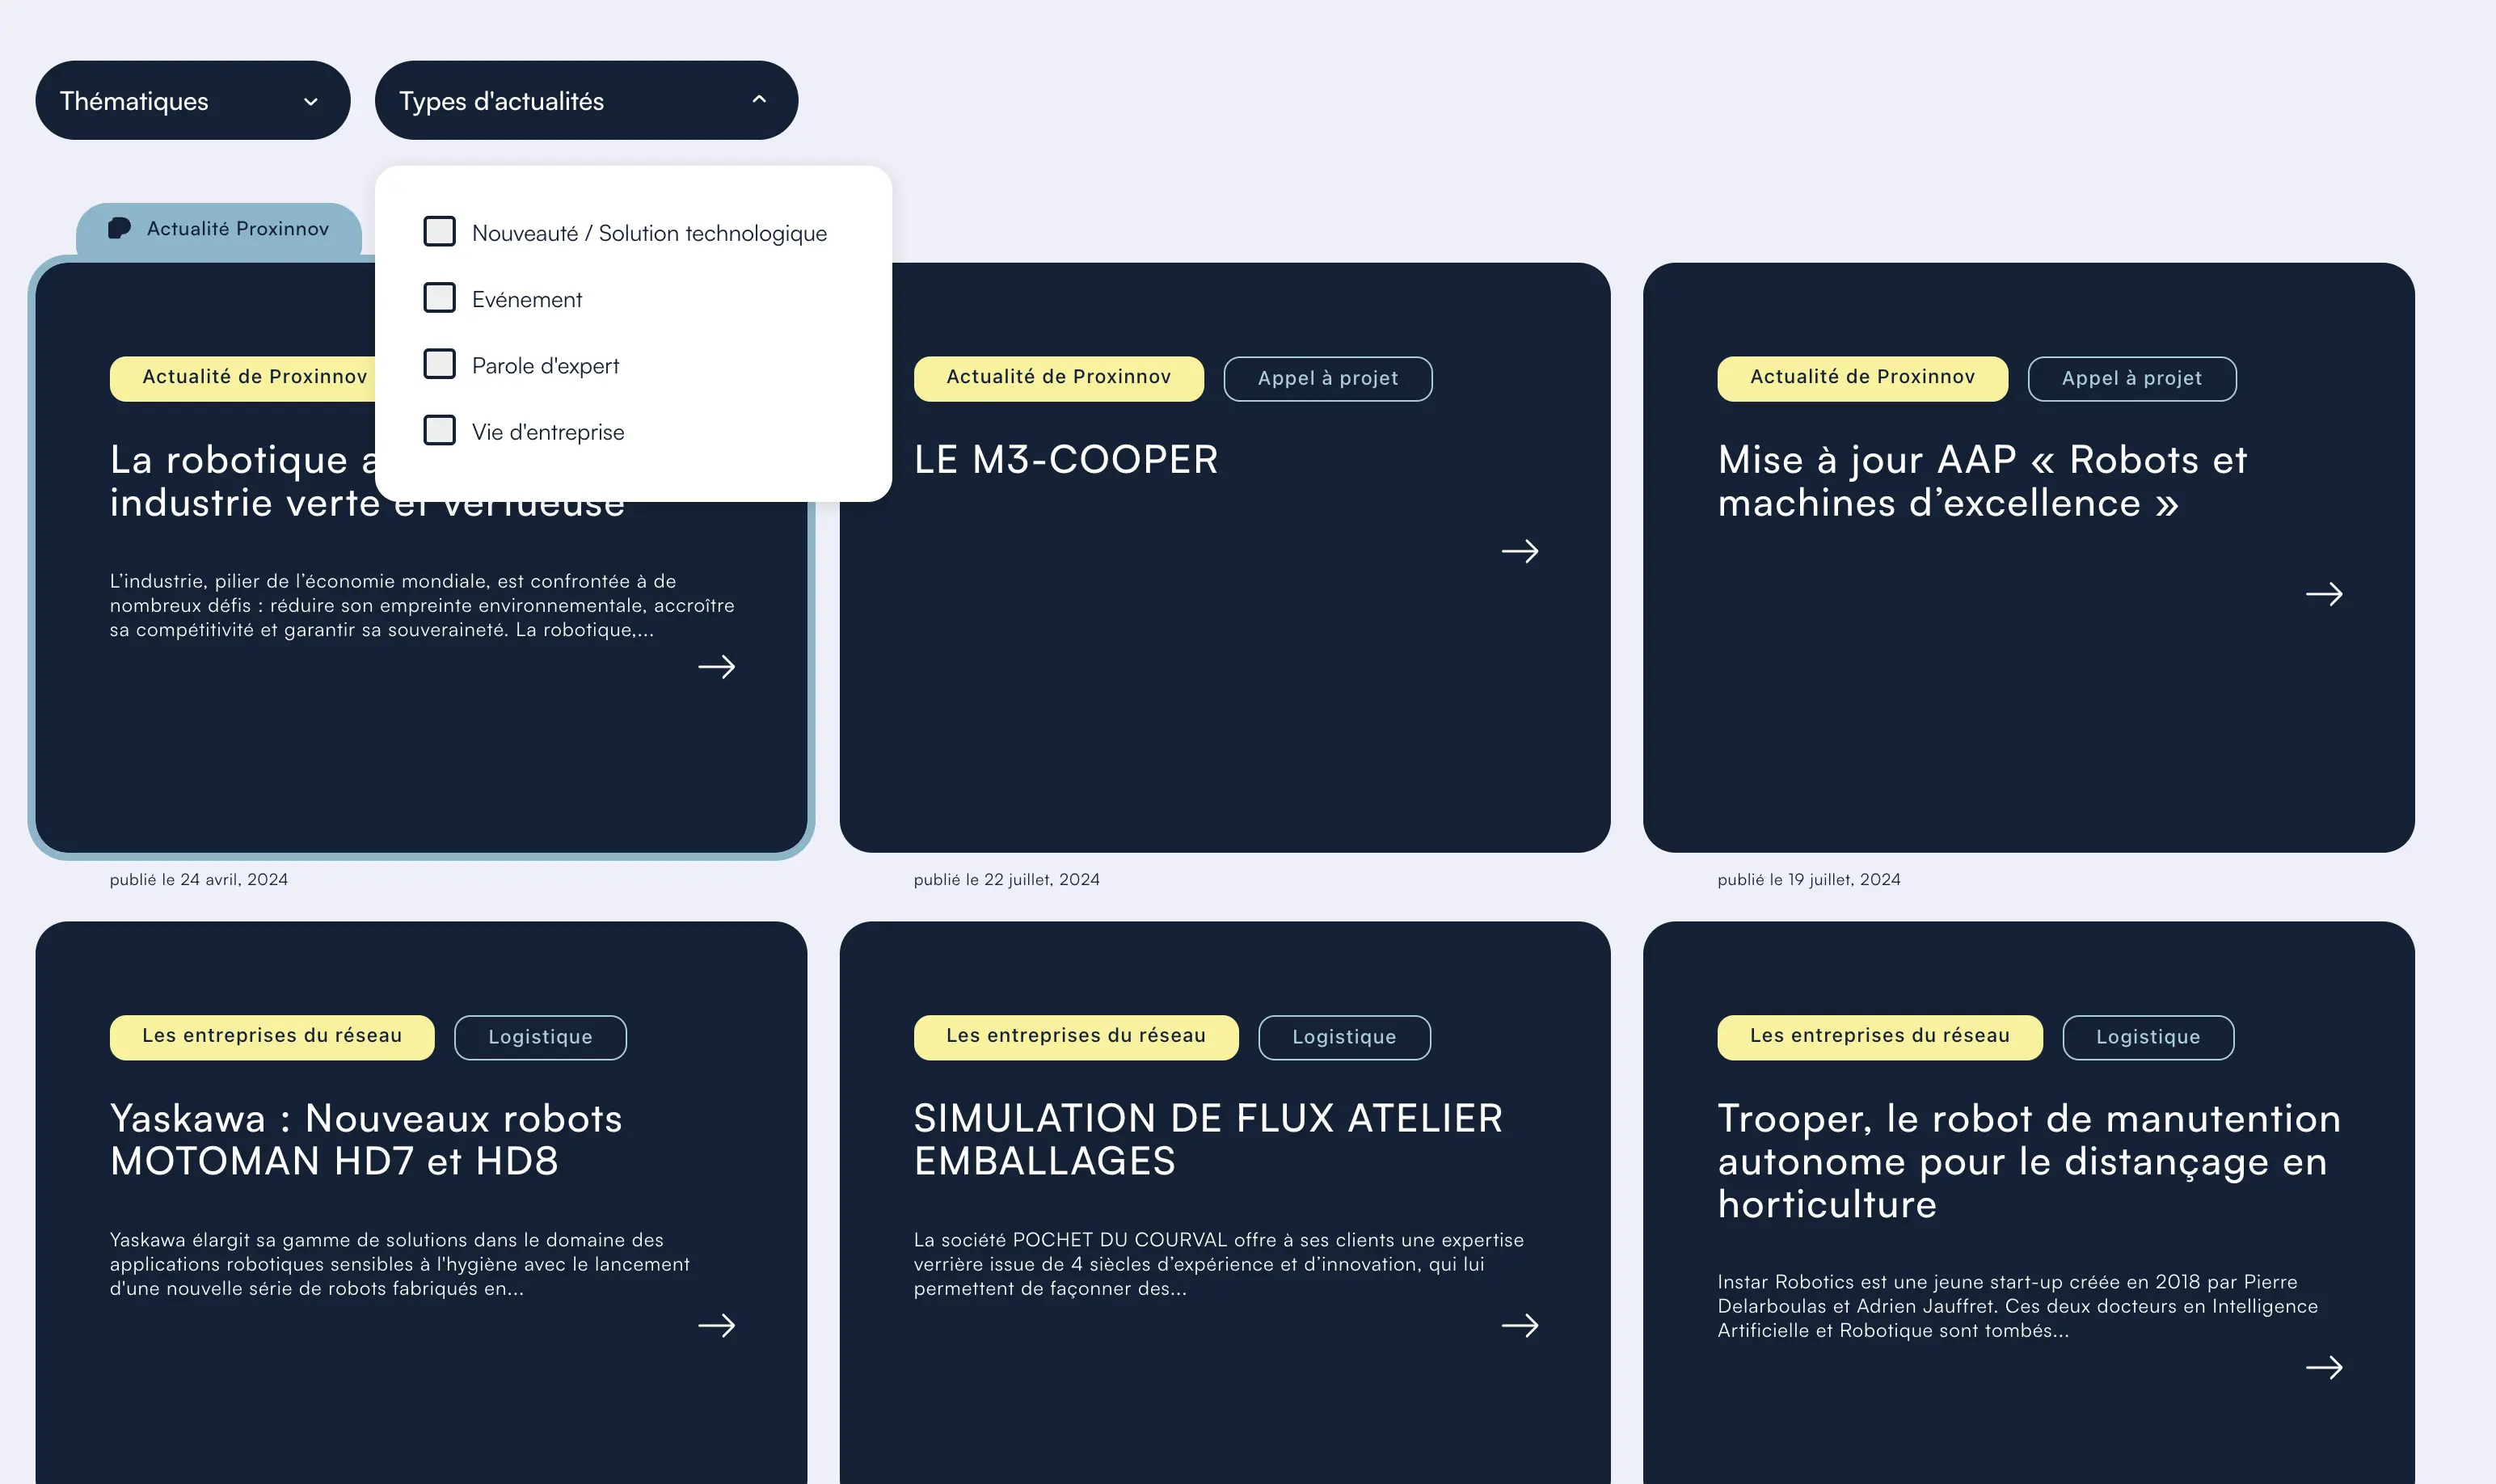 Thématiques
Types d'actualités
Nouveauté / Solution technologique
Evénement
Parole d'expert
Vie d'entreprise
Actualité Proxinnov
Actualité de Proxinnov
La robotique
industrie verte et vertueuse
L’industrie, pilier de l’économie mondiale, est confrontée à de
nombreux défis : réduire son empreinte environnementale, accroître
sa compétitivité et garantir sa souveraineté. La robotique,...
publié le 24 avril, 2024
Actualité de Proxinnov
Appel à projet
LE M3-COOPER
publié le 22 juillet, 2024
Actualité de Proxinnov
Appel à projet
Mise à jour AAP « Robots et
machines d’excellence »
publié le 19 juillet, 2024
Les entreprises du réseau
Logistique
Yaskawa : Nouveaux robots
MOTOMAN HD7 et HD8
Yaskawa élargit sa gamme de solutions dans le domaine des
applications robotiques sensibles à l'hygiène avec le lancement
d'une nouvelle série de robots fabriqués en...
Les entreprises du réseau
Logistique
SIMULATION DE FLUX ATELIER
EMBALLAGES
La société POCHET DU COURVAL offre à ses clients une expertise
verrière issue de 4 siècles d’expérience et d’innovation, qui lui
permettent de façonner des...
Les entreprises du réseau
Logistique
Trooper, le robot de manutention
autonome pour le distançage en
horticulture
Instar Robotics est une jeune start-up créée en 2018 par Pierre
Delarboulas et Adrien Jauffret. Ces deux docteurs en Intelligence
Artificielle et Robotique sont tombés...